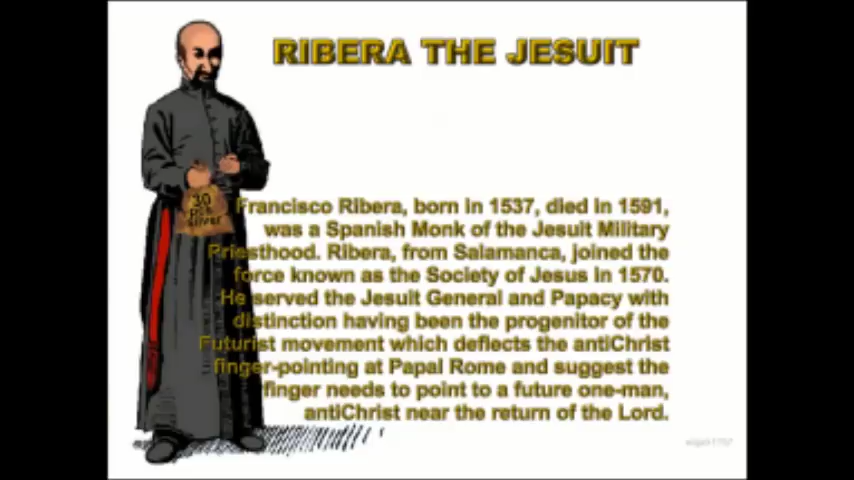 RIBERA THE JESUIT
30
pcs
silver
Francisco Ribera, born in 1537, died in 1591,
was a Spanish Monk of the Jesuit Military
Priesthood. Ribera, from Salamanca, joined the
force known as the Society of Jesus in 1570.
He served the Jesuit General and Papacy with
distinction having been the progenitor of the
Futurist movement which deflects the antiChrist
finger-pointing at Papal Rome and suggest the
finger needs to point to a future one-man,
antiChrist near the return of the Lord.